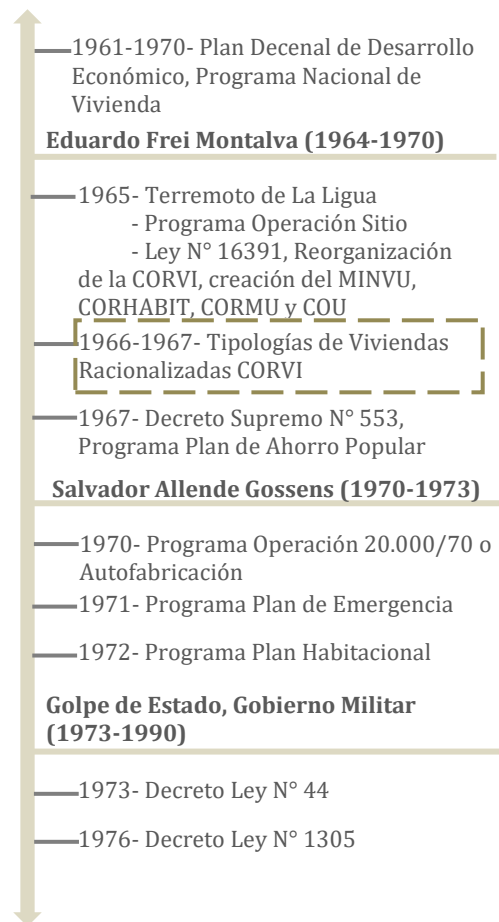 1961-1970- Plan Decenal de Desarrollo
Económico, Programa Nacional de
Vivienda
Eduardo Frei Montalva (1964-1970)
1965- Terremoto de La Ligua
- Programa Operación Sitio
- Ley N° 16391, Reorganización
de la CORVI, creación del MINVU,
CORHABIT, CORMU y COU
1966-1967- Tipologías de Viviendas
Racionalizadas CORVI
1967- Decreto Supremo N° 553,
Programa Plan de Ahorro Popular
Salvador Allende Gossens (1970-1973)
1970- Programa Operación 20.000/70 o
Autofabricación
1971- Programa Plan de Emergencia
1972- Programa Plan Habitacional
Golpe de Estado, Gobierno Militar
(1973-1990)
1973- Decreto Ley N° 44
1976- Decreto Ley N° 1305